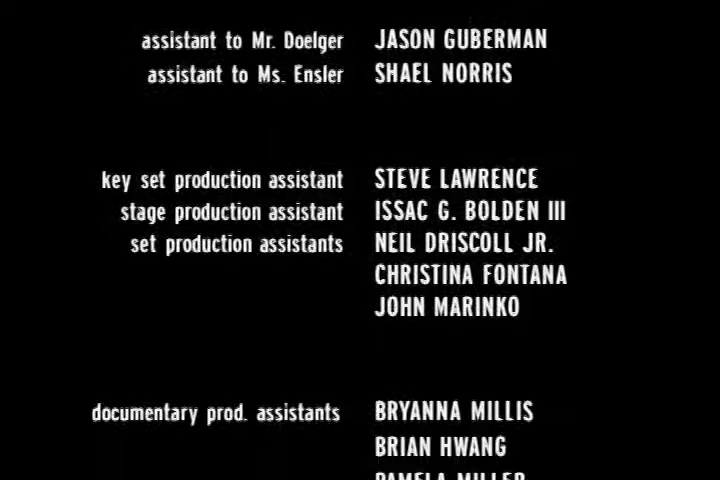 assistant to Mr. Doelger JASON GUBERMAN
assistant to Ms. Ensler SHAEL NORRIS
key set production assistant STEVE LAWRENCE
stage production assistant ISSAC G. BOLDEN III
set production assistants NEIL DRISCOLL JR.
CHRISTINA FONTANA
JOHN MARINKO
documentary prod. assistants BRYANNA MILLIS
BRIAN HWANG
PAMELA MILLER